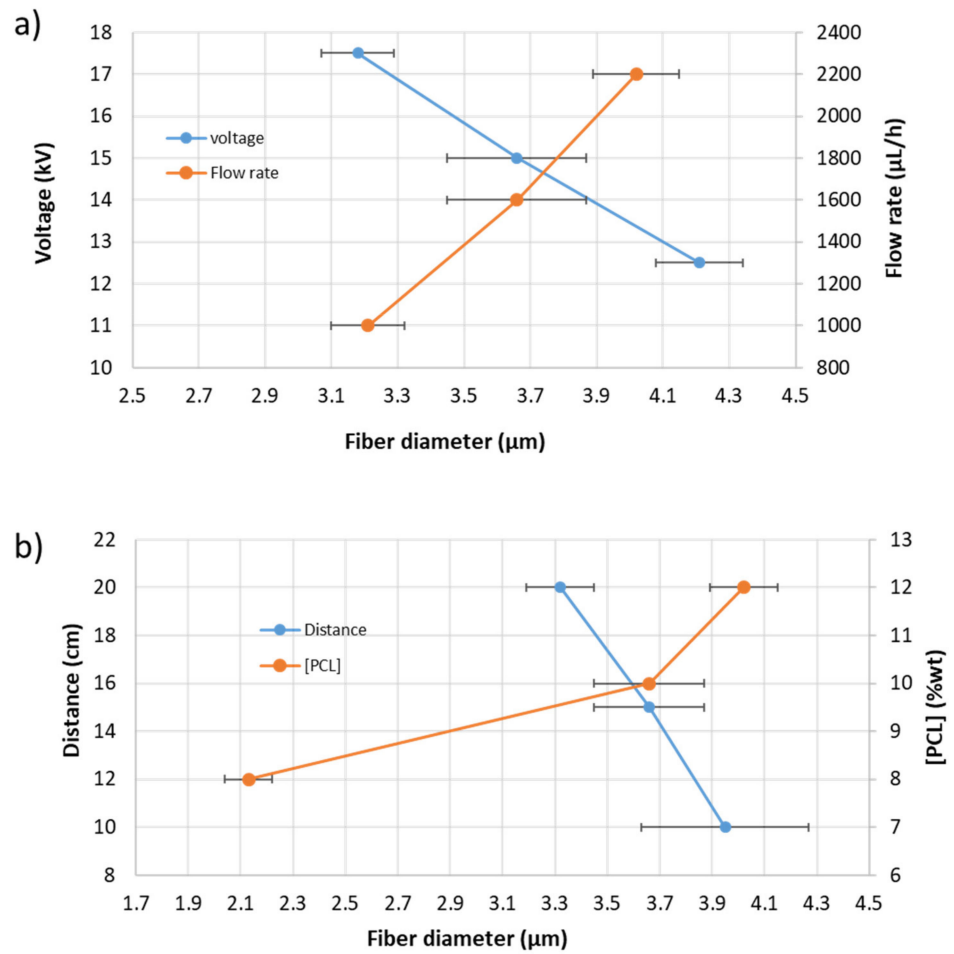 a)
18
17
16
15
14
13
12
11
10
Voltage (kV)
voltage
Flow rate
2400
2200
2000
1800
1600
1400
1200
1000
800
Flow rate (µL/h)
2.5 2.7 2.9 3.1 3.3 3.5 3.7 3.9 4.1 4.3 4.5
Fiber diameter (µm)
b)
22
20
18
16
14
12
10
8
Distance (cm)
Distance
[PCL]
13
12
11
10
9
8
7
6
[PCL] (%wt)
1.7 1.9 2.1 2.3 2.5 2.7 2.9 3.1 3.3 3.5 3.7 3.9 4.1 4.3 4.5
Fiber diameter (µm)